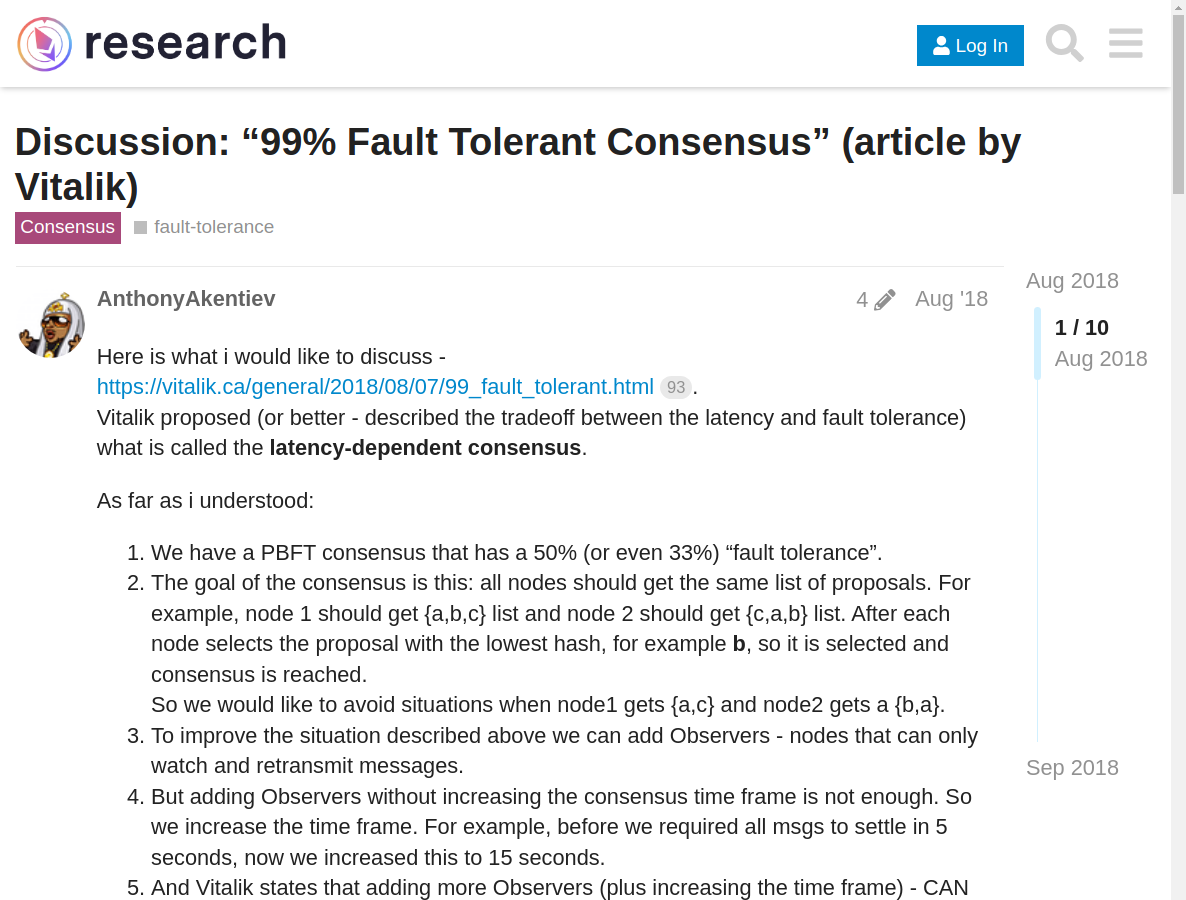 research
Log In
Discussion: “99% Fault Tolerant Consensus” (article by
Vitalik)
Consensus fault-tolerance
AnthonyAkentiev 4 Aug '18
Here is what i would like to discuss -
https://vitalik.ca/general/2018/08/07/99_fault_tolerant.html 93 .
Vitalik proposed (or better - described the tradeoff between the latency and fault tolerance)
what is called the latency-dependent consensus.
As far as i understood:
1. We have a PBFT consensus that has a 50% (or even 33%) “fault tolerance”.
2. The goal of the consensus is this: all nodes should get the same list of proposals. For
example, node 1 should get {a,b,c} list and node 2 should get {c,a,b} list. After each
node selects the proposal with the lowest hash, for example b, so it is selected and
consensus is reached.
So we would like to avoid situations when node1 gets {a,c} and node2 gets a {b,a}.
3. To improve the situation described above we can add Observers - nodes that can only
watch and retransmit messages.
4. But adding Observers without increasing the consensus time frame is not enough. So
we increase the time frame. For example, before we required all msgs to settle in 5
seconds, now we increased this to 15 seconds.
5. And Vitalik states that adding more Observers (plus increasing the time frame) - CAN
Aug 2018
1 / 10
Aug 2018
Sep 2018